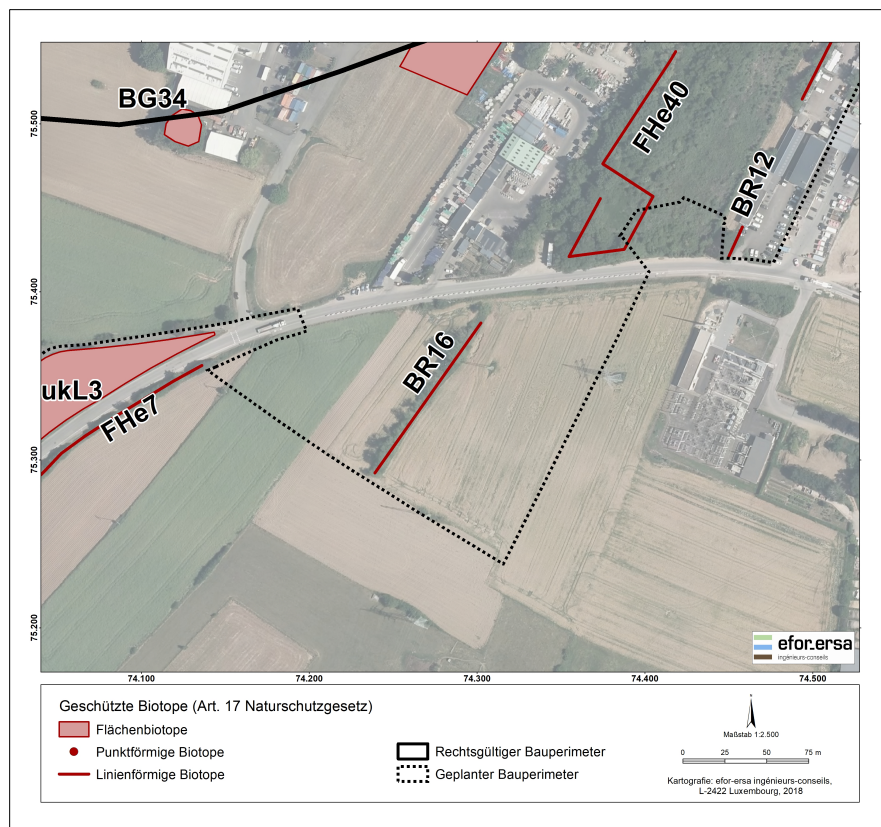 BG34
FHe40
BR12
BR16
ukL3
FHe7
75.500
75.400
75.300
75.200
74.100
74.200
74.300
74.400
74.500
efor.ersa
ingénieurs-conseils
Geschützte Biotope (Art. 17 Naturschutzgesetz)
Flächenbiotope
Punktförmige Biotope
Linienförmige Biotope
Rechtsgültiger Bauperimeter
Geplanter Bauperimeter
N
Maßstab 1:2.500
0 25 50 75 m
Kartografie: efor-ersa ingénieurs-conseils,
L-2422 Luxembourg, 2018